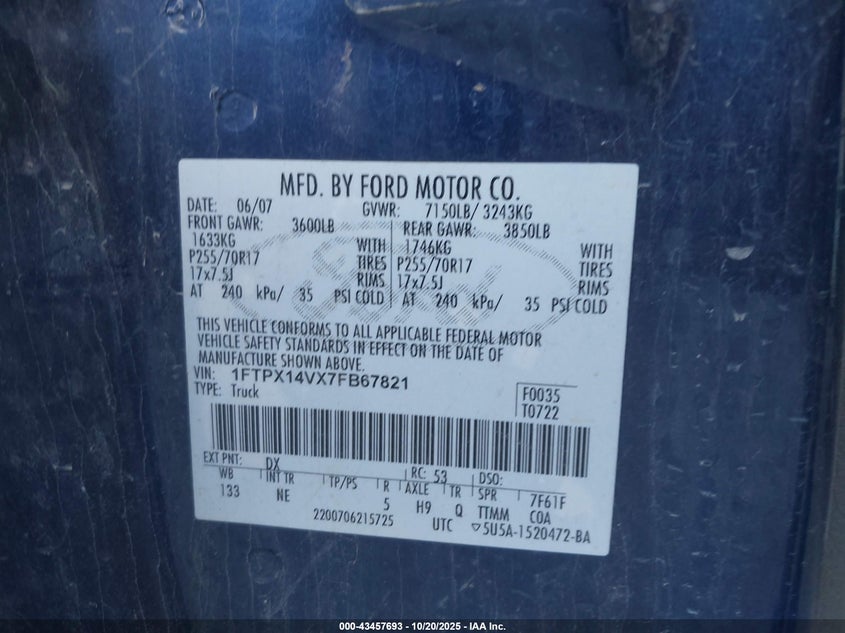 MFD. BY FORD MOTOR CO.
DATE: 06/07 GVWR: 7150LB/ 3243KG
FRONT GAWR: 3600LB REAR GAWR: 3850LB
1633KG WITH 1746KG WITH
P255/70R17 TIRES P255/70R17 TIRES
17x7.5J RIMS 17x7.5J RIMS
AT 240 kPa/ 35 PSI COLD AT 240 kPa/ 35 PSI COLD
THIS VEHICLE CONFORMS TO ALL APPLICABLE FEDERAL MOTOR
VEHICLE SAFETY STANDARDS IN EFFECT ON THE DATE OF
MANUFACTURE SHOWN ABOVE.
VIN: 1FTPX14VX7FB67821
TYPE: Truck
F0035
T0722
EXT PNT: DX RC: 53 DSO:
WB INT TR TP/PS R AXLE TR SPR 7F61F
133 NE 5 H9 Q TTMM COA
2200706215725 UTC ▽5U5A-1520472-BA
000-43457693 - 10/20/2025 - IAA Inc.